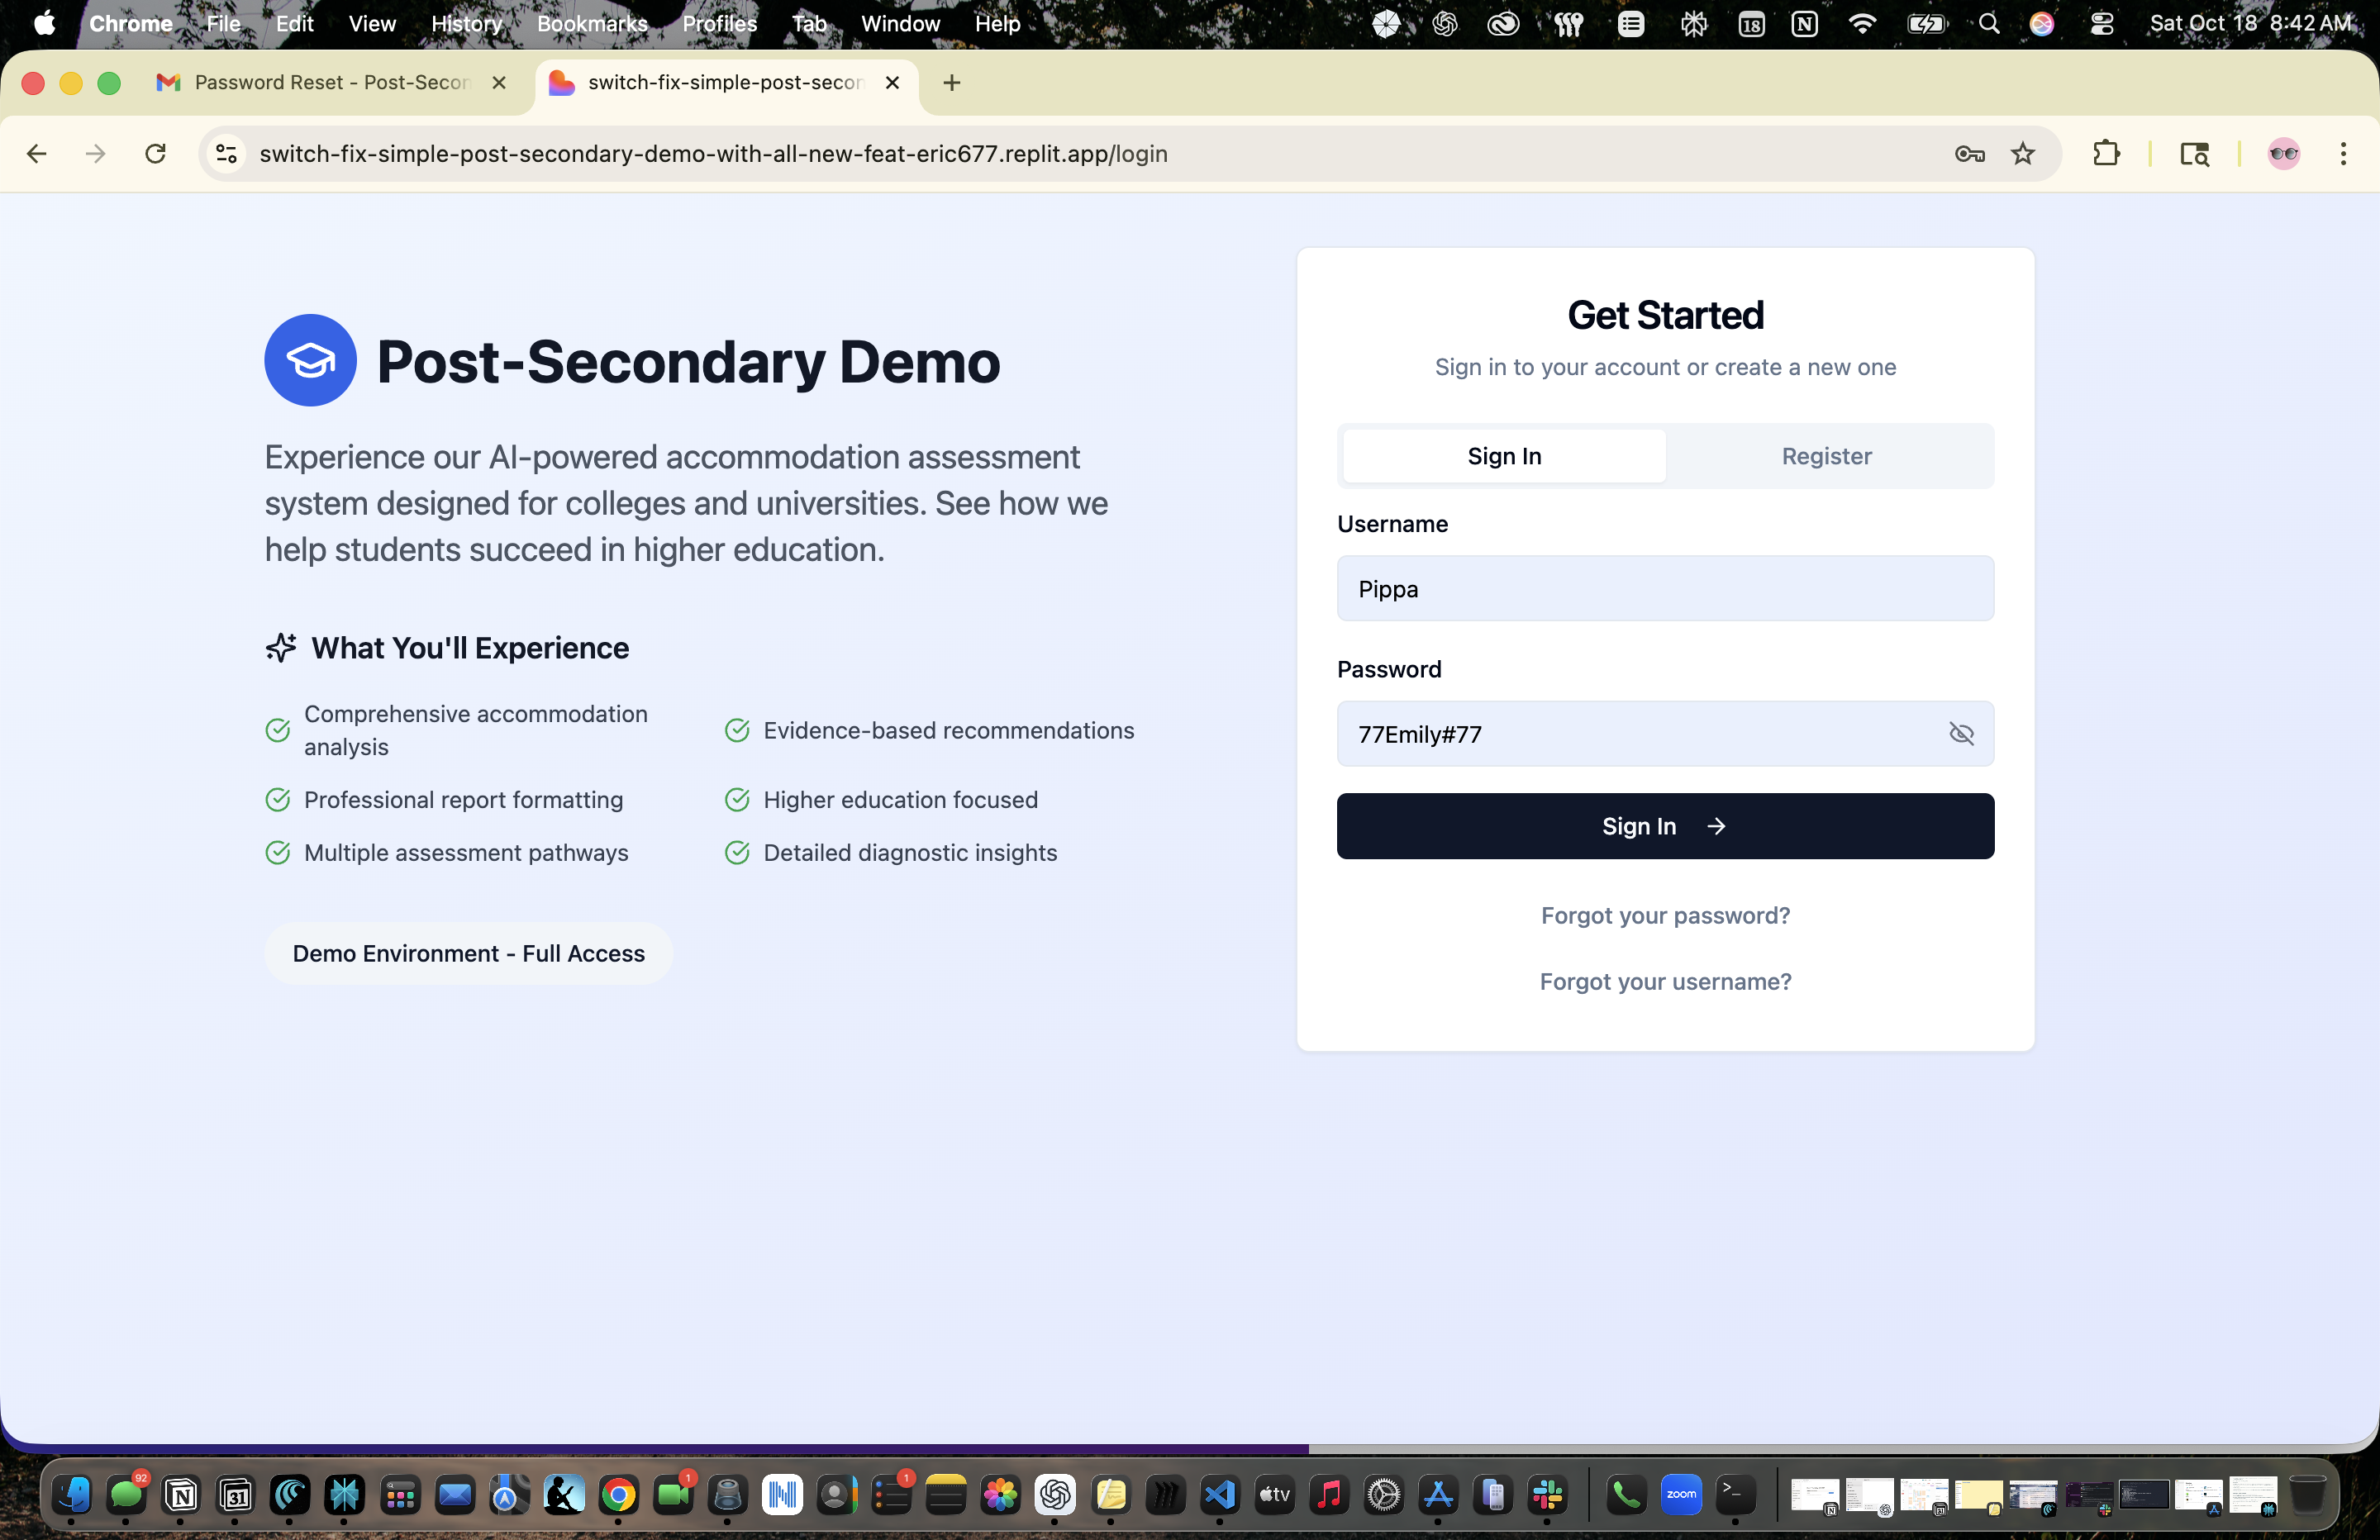 Chrome File Edit View History Bookmarks Profiles Tab Window Help 18 Sat Oct 18 8:42 AM
Password Reset - Post-Secon
switch-fix-simple-post-secon
switch-fix-simple-post-secondary-demo-with-all-new-feat-eric677.replit.app/login
Post-Secondary Demo
Experience our AI-powered accommodation assessment
system designed for colleges and universities. See how we
help students succeed in higher education.
What You'll Experience
Comprehensive accommodation
analysis
Evidence-based recommendations
Professional report formatting
Higher education focused
Multiple assessment pathways
Detailed diagnostic insights
Demo Environment - Full Access
Get Started
Sign in to your account or create a new one
Sign In
Register
Username
Pippa
Password
77Emily#77
Sign In
Forgot your password?
Forgot your username?
92
31
1
1
tv
zoom